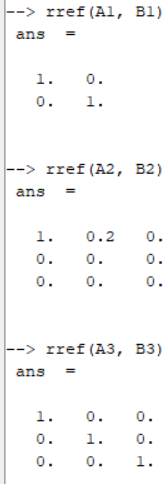 --> rref(A1, B1)
ans =
1. 0.
0. 1.
--> rref(A2, B2)
ans =
1. 0.2 0.
0. 0. 0.
0. 0. 0.
--> rref(A3, B3)
ans =
1. 0. 0.
0. 1. 0.
0. 0. 1.